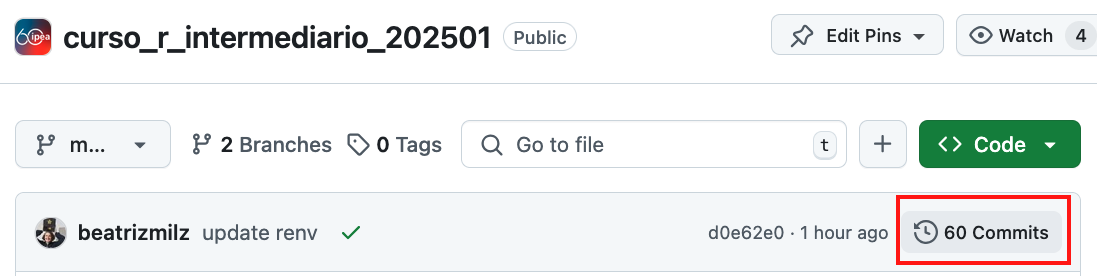 60 ipea curso_r_intermediario_202501 Public Edit Pins Watch 4
m... 2 Branches 0 Tags Go to file t + Code
beatrizmilz update renv d0e62e0 · 1 hour ago 60 Commits